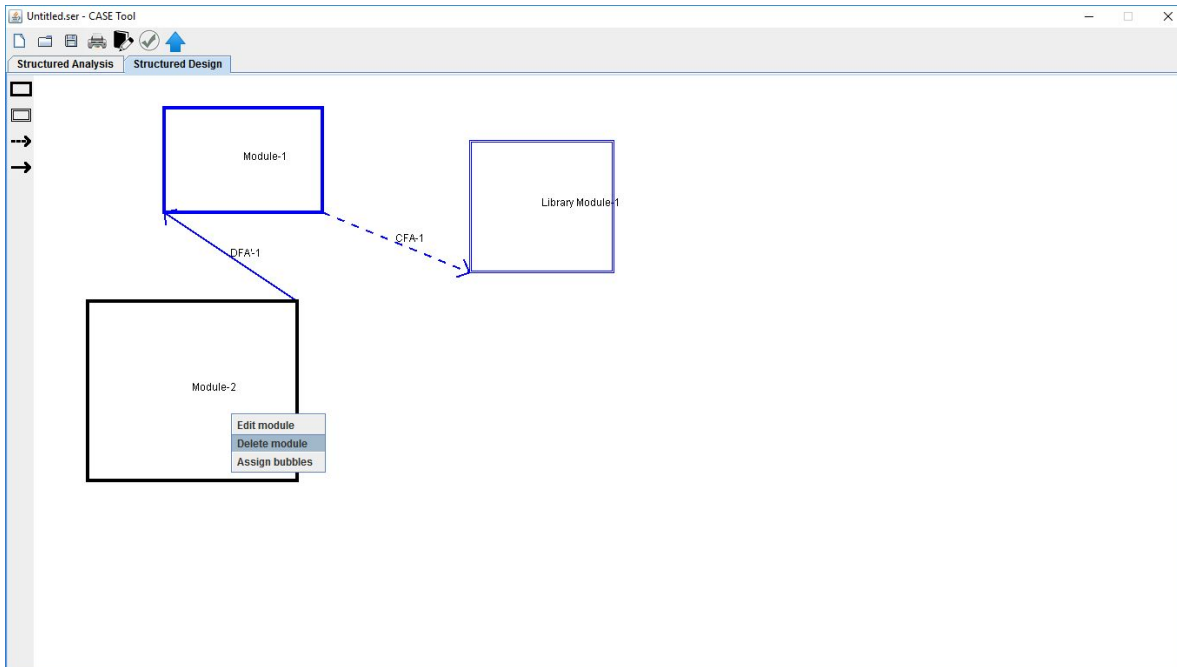 Untitled.ser - CASE Tool
Structured Analysis Structured Design
Module-1
Library Module-1
CFA-1
DFA'-1
Module-2
Edit module
Delete module
Assign bubbles